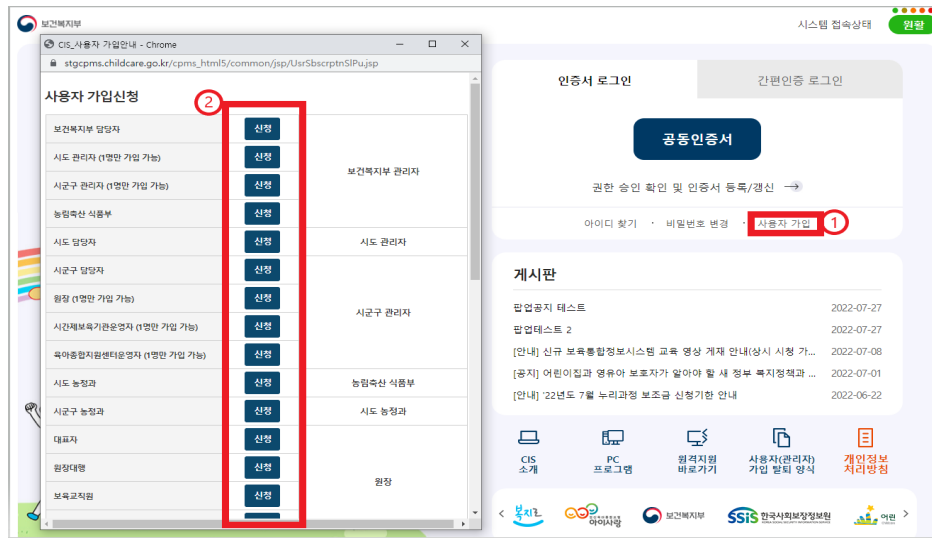 보건복지부
시스템 접속상태
원활
CIS_사용자 가입안내 - Chrome
stgcpms.childcare.go.kr/cpms_html5/common/jsp/UsrSbscrptnSlPu.jsp
사용자 가입신청
2
보건복지부 담당자 신청
시도 관리자 (1명만 가입 가능) 신청
보건복지부 관리자
시군구 관리자 (1명만 가입 가능) 신청
농림축산 식품부 신청
시도 담당자 신청 시도 관리자
시군구 담당자 신청
원장 (1명만 가입 가능) 신청
시군구 관리자
시간제보육기관운영자 (1명만 가입 가능) 신청
육아종합지원센터운영자 (1명만 가입 가능) 신청
시도 농정과 신청 농림축산 식품부
시군구 농정과 신청 시도 농정과
대표자 신청
원장대행 신청
원장
보육교직원 신청
인증서 로그인
간편인증 로그인
공동인증서
권한 승인 확인 및 인증서 등록/갱신 →
아이디 찾기 · 비밀번호 변경 · 사용자 가입
1
게시판
팝업공지 테스트 2022-07-27
팝업테스트 2 2022-07-27
[안내] 신규 보육통합정보시스템 교육 영상 게재 안내(상시 시청 가... 2022-07-08
[공지] 어린이집과 영유아 보호자가 알아야 할 새 정부 복지정책과 ... 2022-07-01
[안내] '22년도 7월 누리과정 보조금 신청기한 안내 2022-06-22
CIS
소개
PC
프로그램
원격지원
바로가기
사용자(관리자)
가입 탈퇴 양식
개인정보
처리방침
복지로
아이사랑
보건복지부
SSiS 한국사회보장정보원
어린